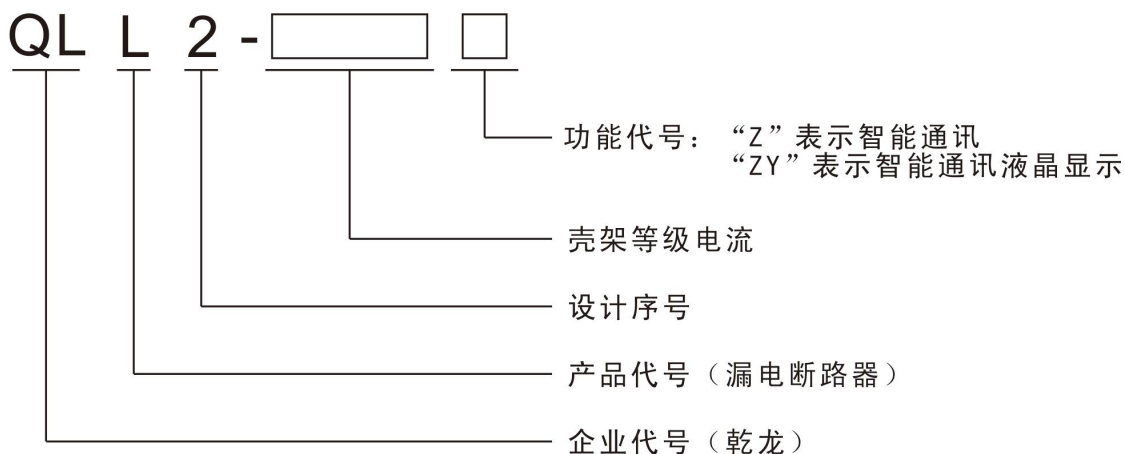 QL L 2 -
功能代号：“Z”表示智能通讯
“ZY”表示智能通讯液晶显示
壳架等级电流
设计序号
产品代号（漏电断路器）
企业代号（乾龙）